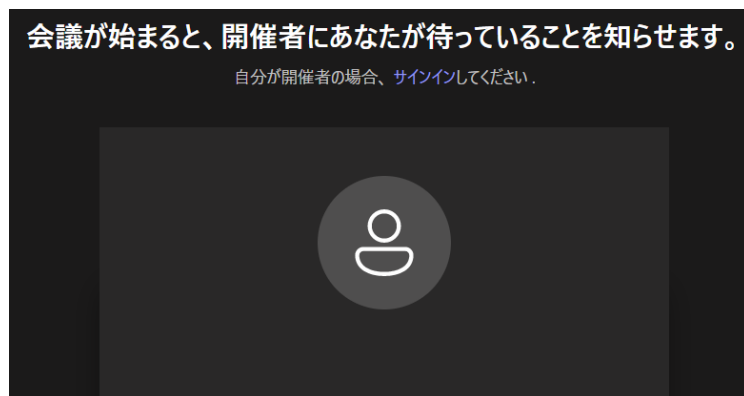 会議が始まると、開催者にあなたが待っていることを知らせます。
自分が開催者の場合、サインインしてください.